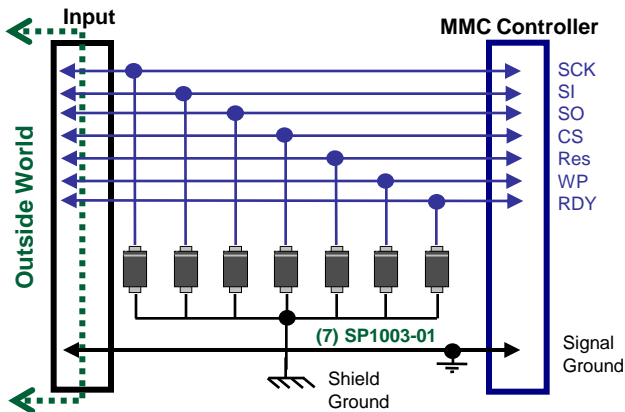 Input
MMC Controller
Outside World
SCK
SI
SO
CS
Res
WP
RDY
(7) SP1003-01
Signal
Ground
Shield
Ground